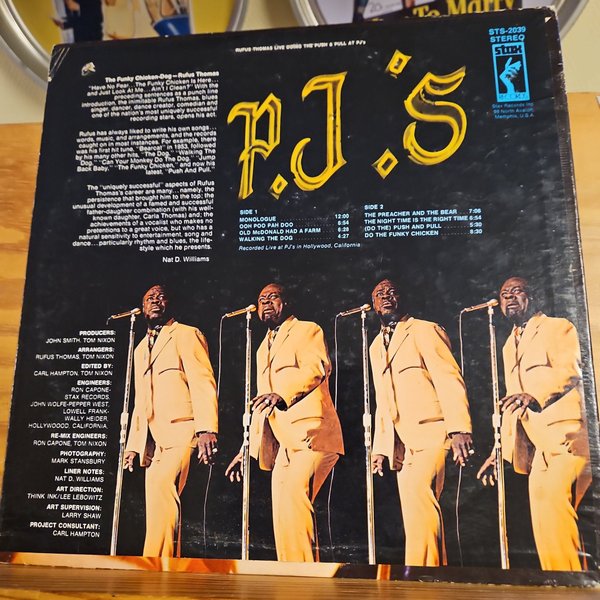 To Marry
RUFUS THOMAS LIVE DOING THE PUSH & PULL AT PJ's
STS-2039
STEREO
stax
Stax Records Inc.
98 North Avalon
Memphis, U.S.A.
P.J.'S
The Funky Chicken-Dog—Rufus Thomas
"Have No Fear...The Funky Chicken Is Here...
and Just Look At Me...Ain't I Clean?" With the
preceding sentences as a punch line
introduction, the inimitable Rufus Thomas, blues
singer, dancer, dance creator, comedian and
one of the nation's most uniquely successful
recording stars, opens his act.
Rufus has always liked to write his own songs...
words, music, and arrangements, and the records
caught on in most instances. For example, there
was his first hit tune, "Bearcat" in 1953, followed
by his many other hits, "The Dog," "Walking The
Dog," "Can Your Monkey Do The Dog," "Jump
Back Baby," "The Funky Chicken," and now his
latest, "Push And Pull."
The "uniquely successful" aspects of Rufus
Thomas's career are many...namely, the
persistence that brought him to the top; the
unusual development of a famed and successful
father-daughter combination (with his well-
known daughter, Carla Thomas) and; the
achievements of a vocalist who makes no
pretensions to a great voice, but who has a
natural sensitivity to entertainment, song and
dance...particularly rhythm and blues, the life-
style which he presents.
Nat D. Williams
SIDE 1
MONOLOGUE 12:00
OOH POO PAH DOO 6:54
OLD McDONALD HAD A FARM 6:28
WALKING THE DOG 4:27
Recorded Live at PJ's in Hollywood, California
SIDE 2
THE PREACHER AND THE BEAR 7:06
THE NIGHT TIME IS THE RIGHT TIME 6:54
(DO THE) PUSH AND PULL 5:30
DO THE FUNKY CHICKEN 6:30
PRODUCERS:
JOHN SMITH, TOM NIXON
ARRANGERS:
RUFUS THOMAS, TOM NIXON
EDITED BY:
CARL HAMPTON, TOM NIXON
ENGINEERS:
RON CAPONE-
STAX RECORDS,
JOHN WOLFE-PEPPER WEST,
LOWELL FRANK-
WALLY HEIDER,
HOLLYWOOD, CALIFORNIA
RE-MIX ENGINEERS:
RON CAPONE, TOM NIXON
PHOTOGRAPHY:
MARK STANSBURY
LINER NOTES:
NAT D. WILLIAMS
ART DIRECTION:
THINK INK/LEE LEBOWITZ
ART SUPERVISION:
LARRY SHAW
PROJECT CONSULTANT:
CARL HAMPTON